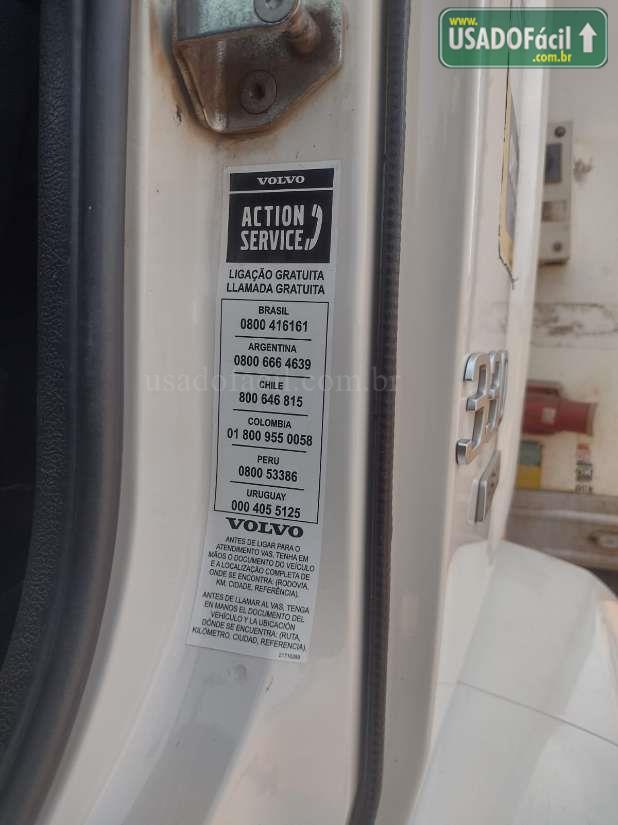 www.
USADOFácil
.com.br
VOLVO
ACTION
SERVICE
LIGAÇÃO GRATUITA
LLAMADA GRATUITA
BRASIL
0800 416161
ARGENTINA
0800 666 4639
CHILE
800 646 815
COLOMBIA
01 800 955 0058
PERU
0800 53386
URUGUAY
000 405 5125
VOLVO
ANTES DE LIGAR PARA O
ATENDIMENTO VAS, TENHA EM
MÃOS O DOCUMENTO DO VEÍCULO
E A LOCALIZAÇÃO COMPLETA DE
ONDE SE ENCONTRA: (RODOVIA,
KM, CIDADE, REFERÊNCIA).
ANTES DE LLAMAR AL VAS, TENGA
EN MANOS EL DOCUMENTO DEL
VEHÍCULO Y LA UBICACIÓN
DÓNDE SE ENCUENTRA: (RUTA,
KILÓMETRO, CIUDAD, REFERENCIA).
usadofacil.com.br